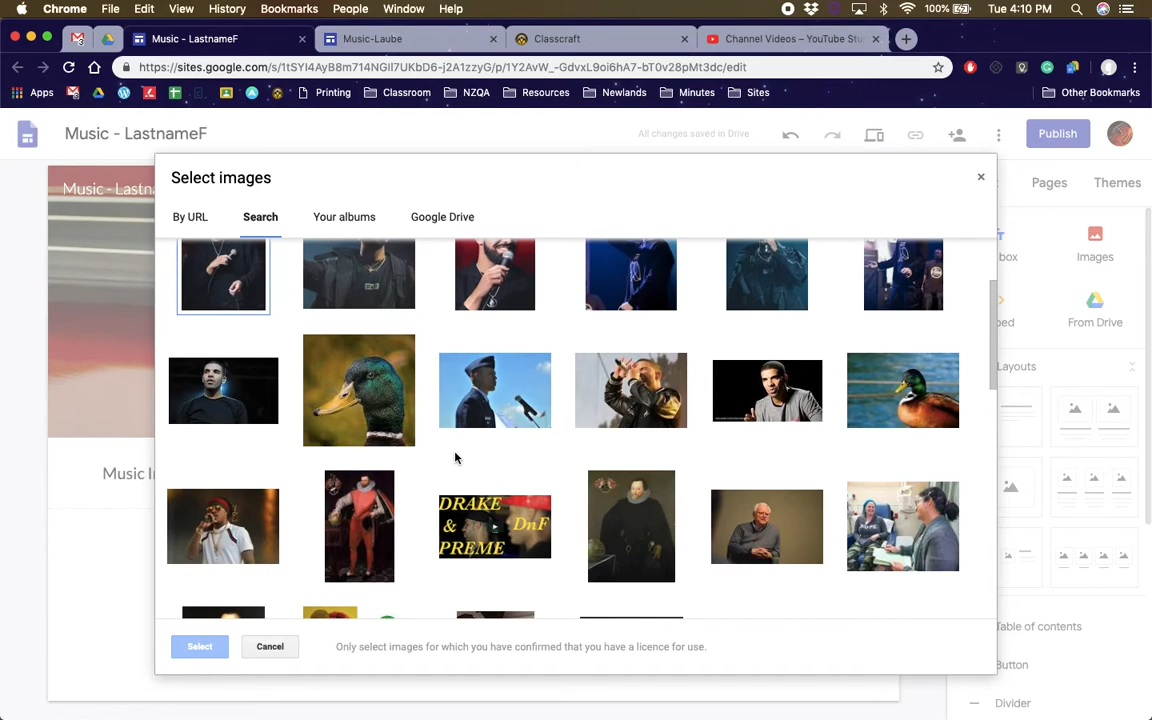 Chrome File Edit View History Bookmarks People Window Help
100% Tue 4:10 PM
Music - LastnameF
Music-Laube
Classcraft
Channel Videos – YouTube Stu
https://sites.google.com/s/1tSYl4AyB8m714NGll7UKbD6-j2A1zzyG/p/1Y2AvW_-GdvxL9oi6hA7-bT0v28pMt3dc/edit
Apps
Printing
Classroom
NZQA
Resources
Newlands
Minutes
Sites
Other Bookmarks
Music - LastnameF
All changes saved in Drive
Publish
Music - Lastna
Select images
×
Pages
Themes
By URL
Search
Your albums
Google Drive
box
Images
From Drive
Layouts
Music I
DRAKE
& DnF
PREME
Select
Cancel
Only select images for which you have confirmed that you have a licence for use.
Table of contents
Button
Divider